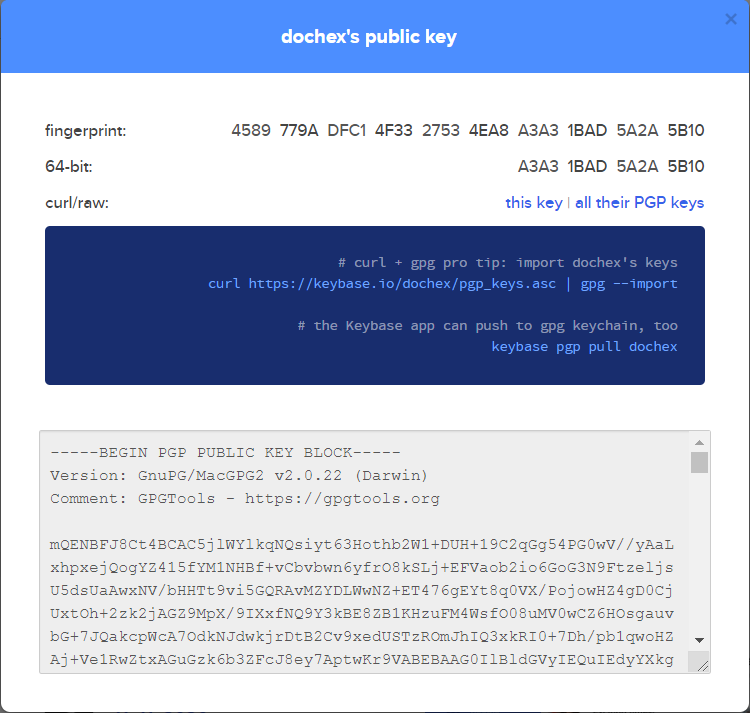 dochex's public key
×
fingerprint: 4589 779A DFC1 4F33 2753 4EA8 A3A3 1BAD 5A2A 5B10
64-bit: A3A3 1BAD 5A2A 5B10
curl/raw: this key | all their PGP keys
# curl + gpg pro tip: import dochex's keys
curl https://keybase.io/dochex/pgp_keys.asc | gpg --import
# the Keybase app can push to gpg keychain, too
keybase pgp pull dochex
-----BEGIN PGP PUBLIC KEY BLOCK-----
Version: GnuPG/MacGPG2 v2.0.22 (Darwin)
Comment: GPGTools - https://gpgtools.org
mQENBFJ8Ct4BCAC5jlWYlkqNQsiyt63Hothb2W1+DUH+19C2qGg54PG0wV//yAaL
xhpxejQogYZ415fYM1NHBf+vCbvbwn6yfrO8kSLj+EFVaob2io6GoG3N9Ftzeljs
U5dsUaAwxNV/bHHTt9vi5GQRAvMZYDLWwNZ+ET476gEYt8q0VX/PojowHZ4gD0Cj
UxtOh+2zk2jAGZ9MpX/9IXxfNQ9Y3kBE8ZB1KHzuFM4WsfO08uMV0wCZ6HOsgauv
bG+7JQakcpWcA7OdkNJdwkjrDtB2Cv9xedUSTzROmJhIQ3xkRI0+7Dh/pb1qwoHZ
Aj+Ve1RwZtxAGuGzk6b3ZFcJ8ey7AptwKr9VABEBAAG0IlBldGVyIEQuIEdyYXkg